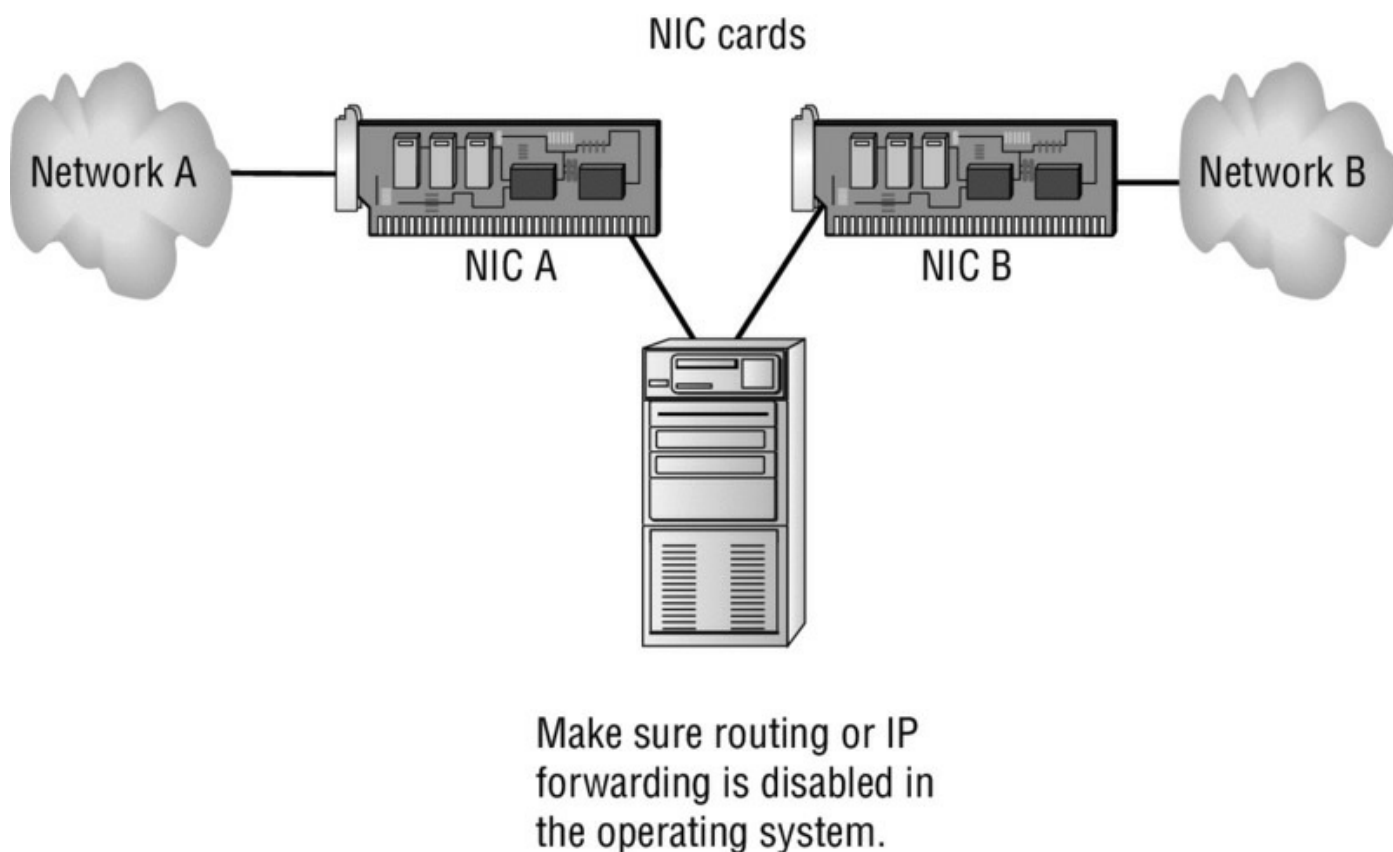 NIC cards
Network A
Network B
NIC A
NIC B
Make sure routing or IP
forwarding is disabled in
the operating system.